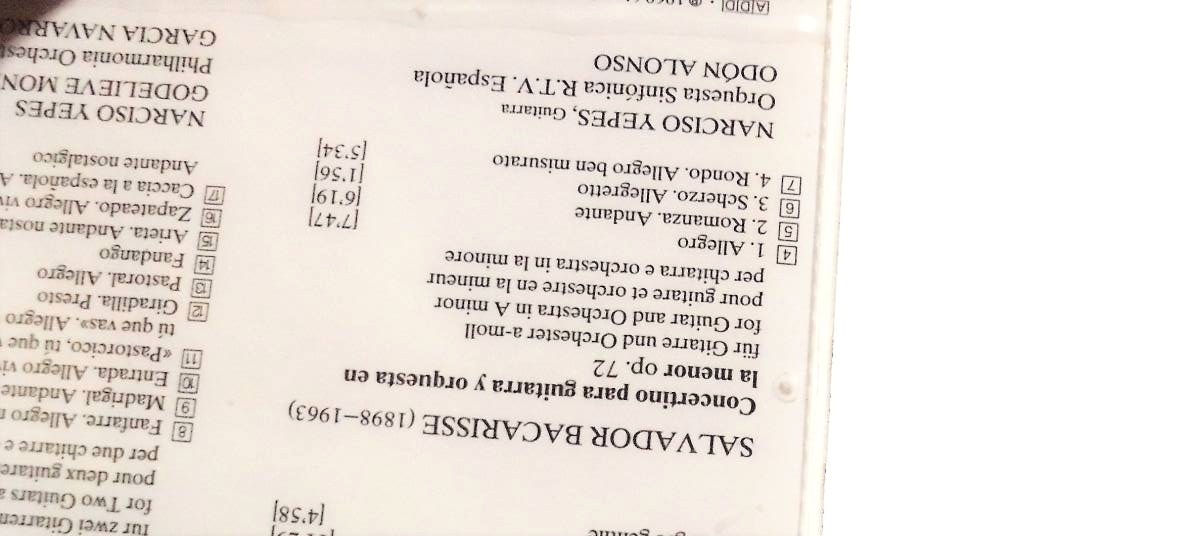 [4'58]
SALVADOR BACARISSE (1898–1963)
Concertino para guitarra y orquesta en
la menor op. 72
für Gitarre und Orchester a-moll
for Guitar and Orchestra in A minor
pour guitare et orchestre en la mineur
per chitarra e orchestra in la minore
4 1. Allegro [7'47]
5 2. Romanza. Andante [6'19]
6 3. Scherzo. Allegretto [1'56]
7 4. Rondo. Allegro ben misurato [5'34]
NARCISO YEPES, Guitarra
Orquesta Sinfónica R.T.V. Española
ODÓN ALONSO
ADD
für zwei Gitarren
for Two Guitars
pour deux guitare
per due chitarre e
8 Fanfarre. Allegro
9 Madrigal. Andante
10 Entrada. Allegro
11 «Pastorcico, tú que
tú que vas». Allegro
12 Giradilla. Presto
13 Pastoral. Allegro
14 Fandango
15 Arieta. Andante
16 Zapateado. Allegro
17 Caccia a la española.
Andante nostalgico
NARCISO YEPES
GODELIEVE MON
Philharmonia Orchest
GARCIA NAVARRO